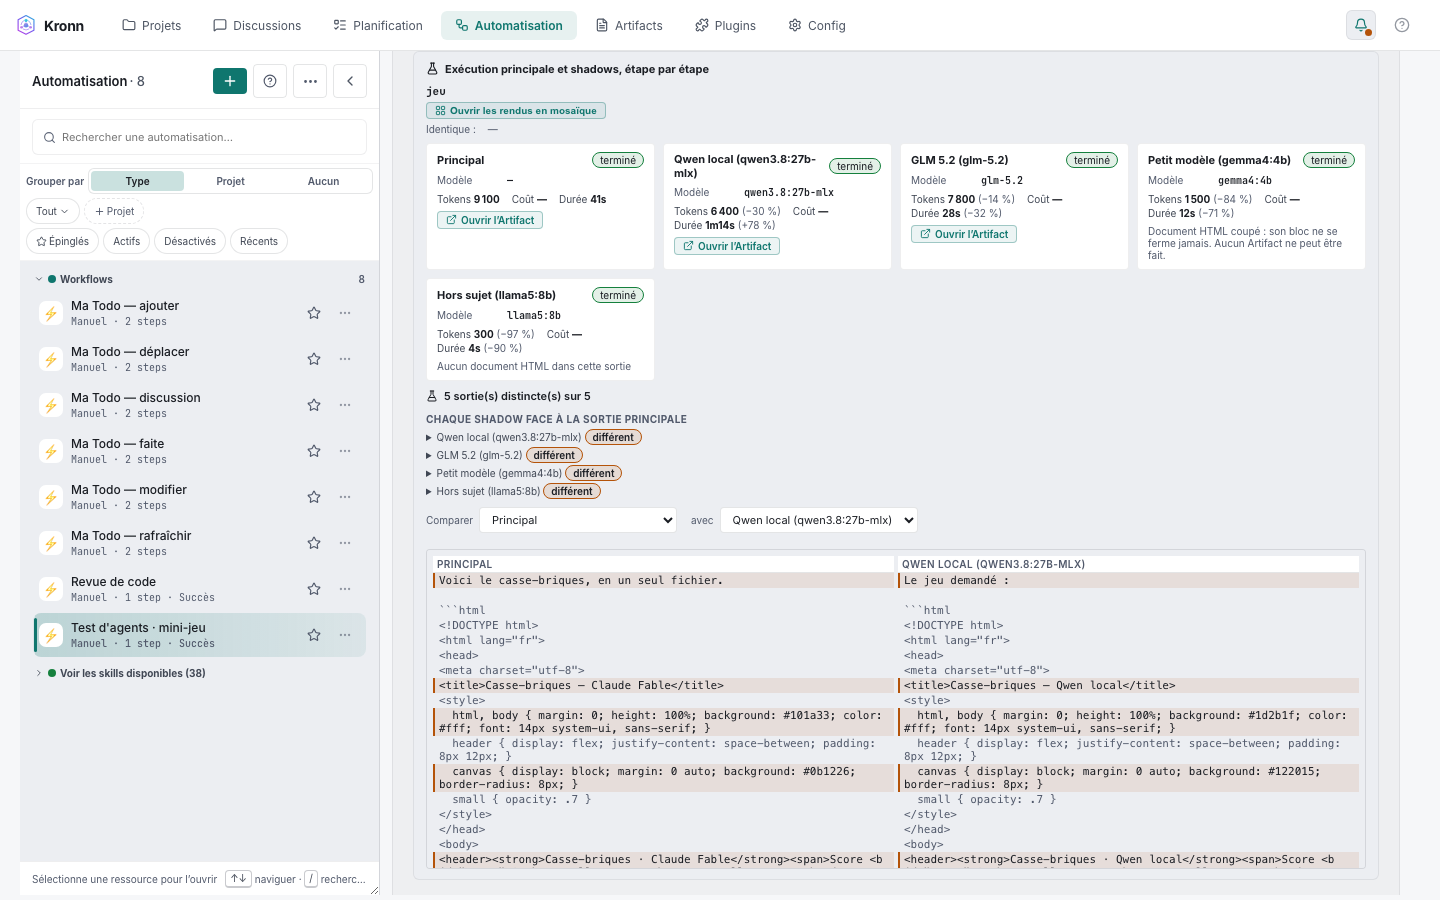 Kronn
Projets
Discussions
Planification
Automatisation
Artifacts
Plugins
Config
Automatisation · 8
Rechercher une automatisation...
Grouper par
Type
Projet
Aucun
Tout
+ Projet
Épinglés
Actifs
Désactivés
Récents
Workflows
8
Ma Todo — ajouter
Manuel · 2 steps
Ma Todo — déplacer
Manuel · 2 steps
Ma Todo — discussion
Manuel · 2 steps
Ma Todo — faite
Manuel · 2 steps
Ma Todo — modifier
Manuel · 2 steps
Ma Todo — rafraîchir
Manuel · 2 steps
Revue de code
Manuel · 1 step · Succès
Test d'agents · mini-jeu
Manuel · 1 step · Succès
Voir les skills disponibles (38)
Sélectionne une ressource pour l'ouvrir ↑↓ naviguer · / recherc...
Exécution principale et shadows, étape par étape
jeu
Ouvrir les rendus en mosaïque
Identique : —
Principal
terminé
Modèle —
Tokens 9 100 Coût — Durée 41s
Ouvrir l'Artifact
Qwen local (qwen3.8:27b-
mlx)
terminé
Modèle qwen3.8:27b-mlx
Tokens 6 400 (−30 %) Coût —
Durée 1m14s (+78 %)
Ouvrir l'Artifact
GLM 5.2 (glm-5.2)
terminé
Modèle glm-5.2
Tokens 7 800 (−14 %) Coût —
Durée 28s (−32 %)
Ouvrir l'Artifact
Petit modèle (gemma4:4b)
terminé
Modèle gemma4:4b
Tokens 1 500 (−84 %) Coût —
Durée 12s (−71 %)
Document HTML coupé : son bloc ne se
ferme jamais. Aucun Artifact ne peut être
fait.
Hors sujet (llama5:8b)
terminé
Modèle llama5:8b
Tokens 300 (−97 %) Coût —
Durée 4s (−90 %)
Aucun document HTML dans cette sortie
5 sortie(s) distincte(s) sur 5
CHAQUE SHADOW FACE À LA SORTIE PRINCIPALE
Qwen local (qwen3.8:27b-mlx) différent
GLM 5.2 (glm-5.2) différent
Petit modèle (gemma4:4b) différent
Hors sujet (llama5:8b) différent
Comparer Principal avec Qwen local (qwen3.8:27b-mlx)
PRINCIPAL
Voici le casse-briques, en un seul fichier.
```html
<!DOCTYPE html>
<html lang="fr">
<head>
<meta charset="utf-8">
<title>Casse-briques — Claude Fable</title>
<style>
html, body { margin: 0; height: 100%; background: #101a33; color:
#fff; font: 14px system-ui, sans-serif; }
header { display: flex; justify-content: space-between; padding:
8px 12px; }
canvas { display: block; margin: 0 auto; background: #0b1226;
border-radius: 8px; }
small { opacity: .7 }
</style>
</head>
<body>
<header><strong>Casse-briques · Claude Fable</strong><span>Score <b
QWEN LOCAL (QWEN3.8:27B-MLX)
Le jeu demandé :
```html
<!DOCTYPE html>
<html lang="fr">
<head>
<meta charset="utf-8">
<title>Casse-briques — Qwen local</title>
<style>
html, body { margin: 0; height: 100%; background: #1d2b1f; color:
#fff; font: 14px system-ui, sans-serif; }
header { display: flex; justify-content: space-between; padding:
8px 12px; }
canvas { display: block; margin: 0 auto; background: #122015;
border-radius: 8px; }
small { opacity: .7 }
</style>
</head>
<body>
<header><strong>Casse-briques · Qwen local</strong><span>Score <b